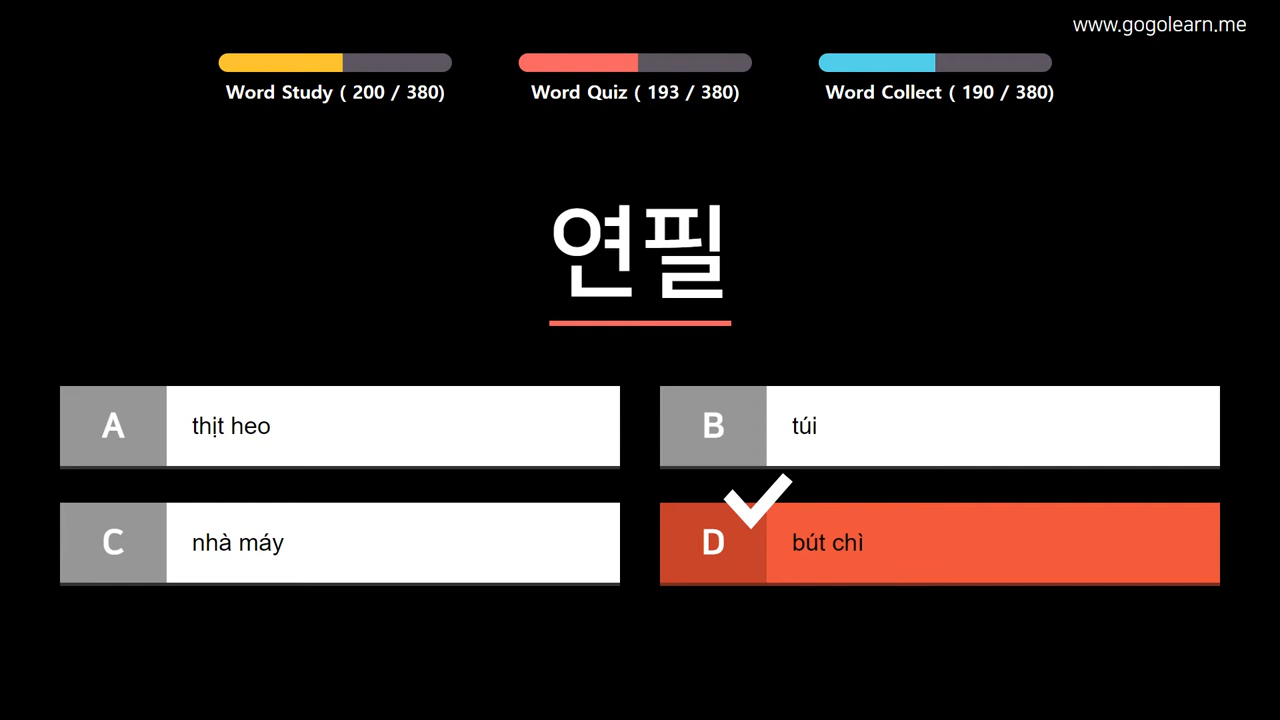 www.gogolearn.me
Word Study ( 200 / 380)
Word Quiz ( 193 / 380)
Word Collect ( 190 / 380)
연필
A thịt heo
B túi
C nhà máy
D bút chì